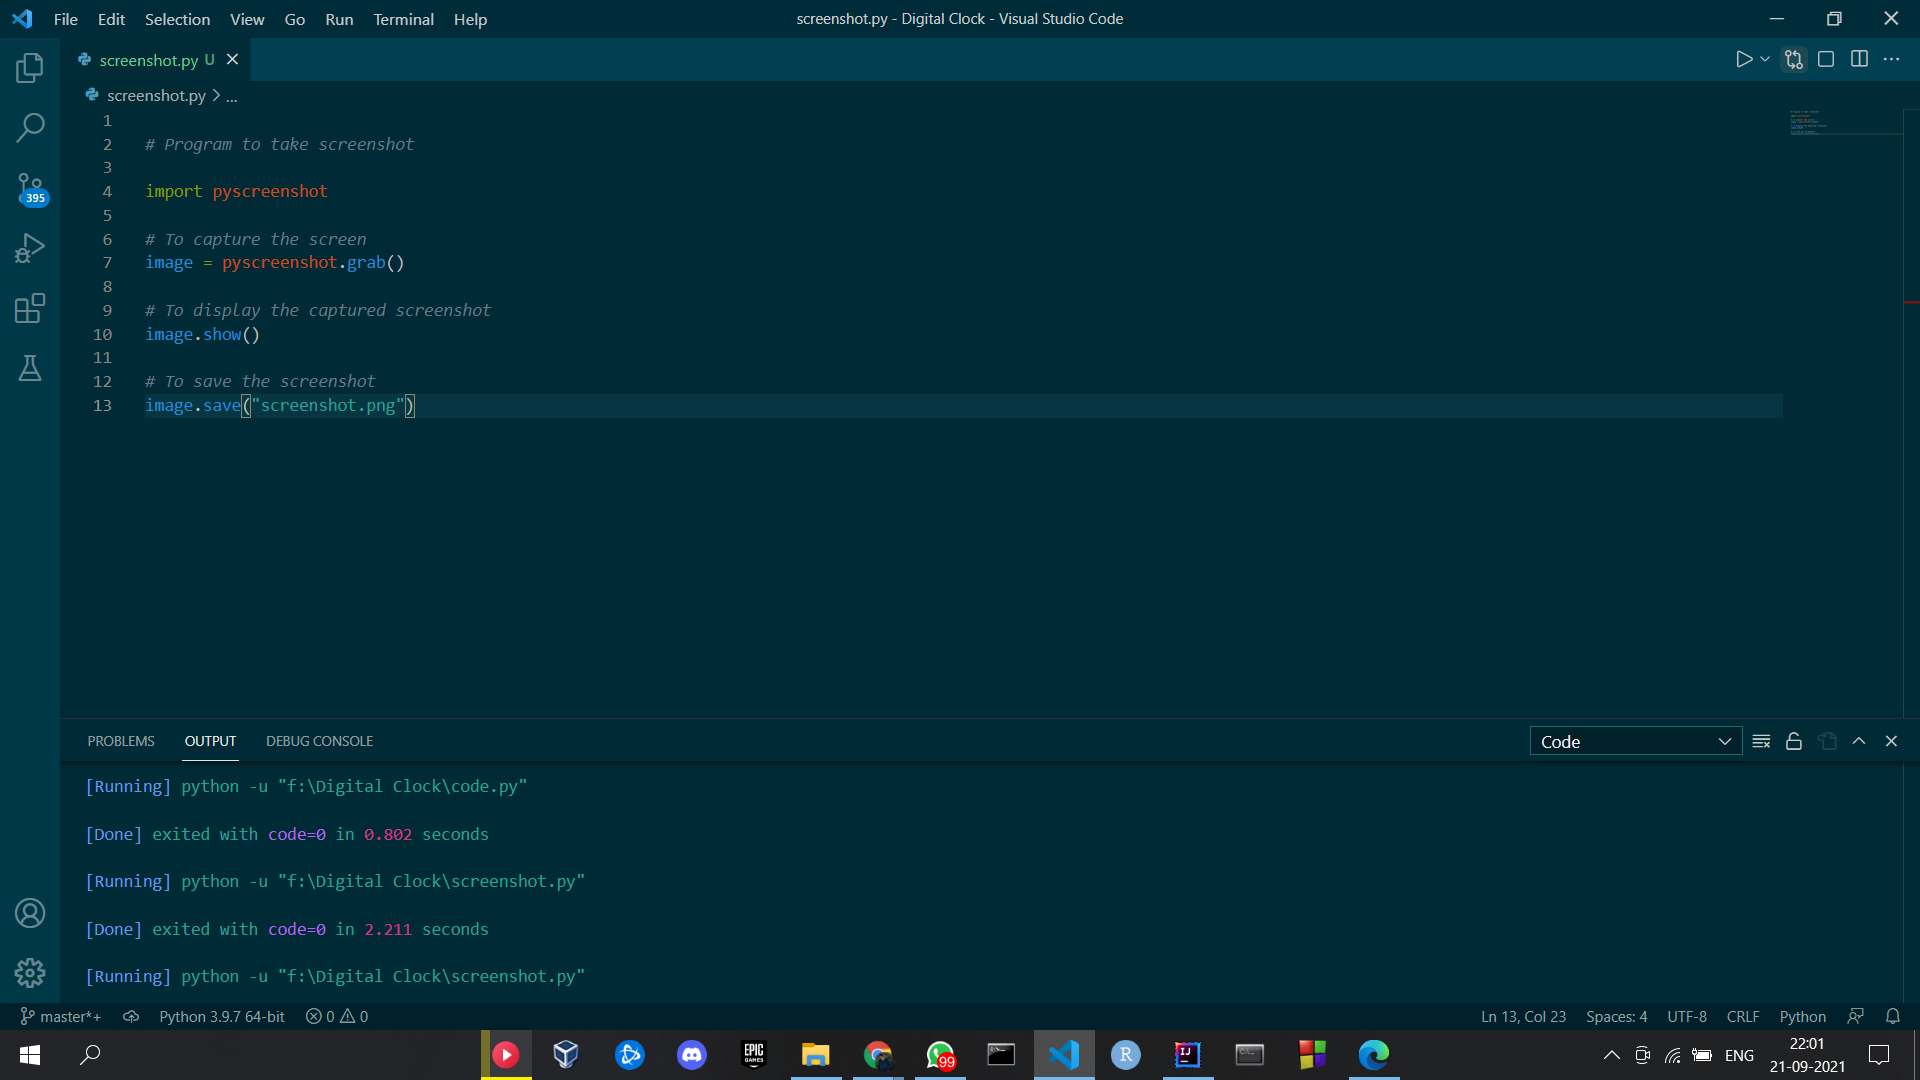 File Edit Selection View Go Run Terminal Help screenshot.py - Digital Clock - Visual Studio Code
screenshot.py U
screenshot.py > ...
1
2 # Program to take screenshot
3
4 import pyscreenshot
5
6 # To capture the screen
7 image = pyscreenshot.grab()
8
9 # To display the captured screenshot
10 image.show()
11
12 # To save the screenshot
13 image.save("screenshot.png")
395
PROBLEMS OUTPUT DEBUG CONSOLE Code
[Running] python -u "f:\Digital Clock\code.py"
[Done] exited with code=0 in 0.802 seconds
[Running] python -u "f:\Digital Clock\screenshot.py"
[Done] exited with code=0 in 2.211 seconds
[Running] python -u "f:\Digital Clock\screenshot.py"
master*+ Python 3.9.7 64-bit 0 0 Ln 13, Col 23 Spaces: 4 UTF-8 CRLF Python
EPIC GAMES 99 R IJ ENG 22:01
21-09-2021